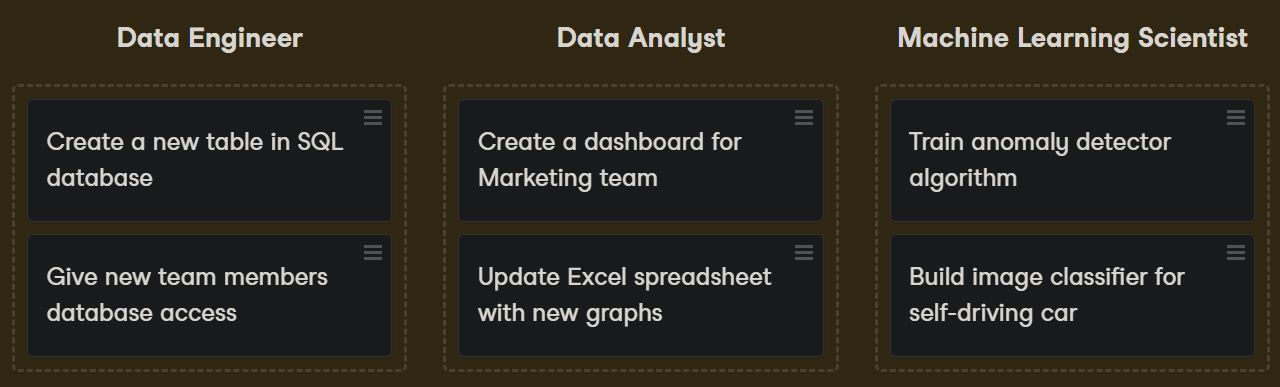 Data Engineer
Create a new table in SQL
database
Give new team members
database access
Data Analyst
Create a dashboard for
Marketing team
Update Excel spreadsheet
with new graphs
Machine Learning Scientist
Train anomaly detector
algorithm
Build image classifier for
self-driving car